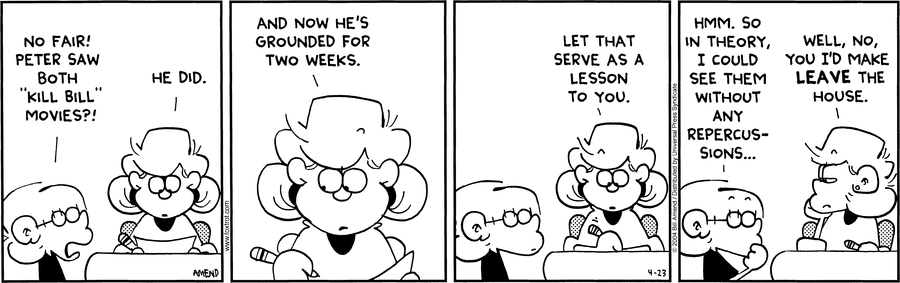 NO FAIR!
PETER SAW
BOTH
"KILL BILL"
MOVIES?!
HE DID.
www.foxtrot.com
AMEND
AND NOW HE'S
GROUNDED FOR
TWO WEEKS.
LET THAT
SERVE AS A
LESSON
TO YOU.
4-23
© 2004 Bill Amend / Distributed by Universal Press Syndicate
HMM. SO
IN THEORY,
I COULD
SEE THEM
WITHOUT
ANY
REPERCUS-
SIONS...
WELL, NO,
YOU I'D MAKE
LEAVE THE
HOUSE.